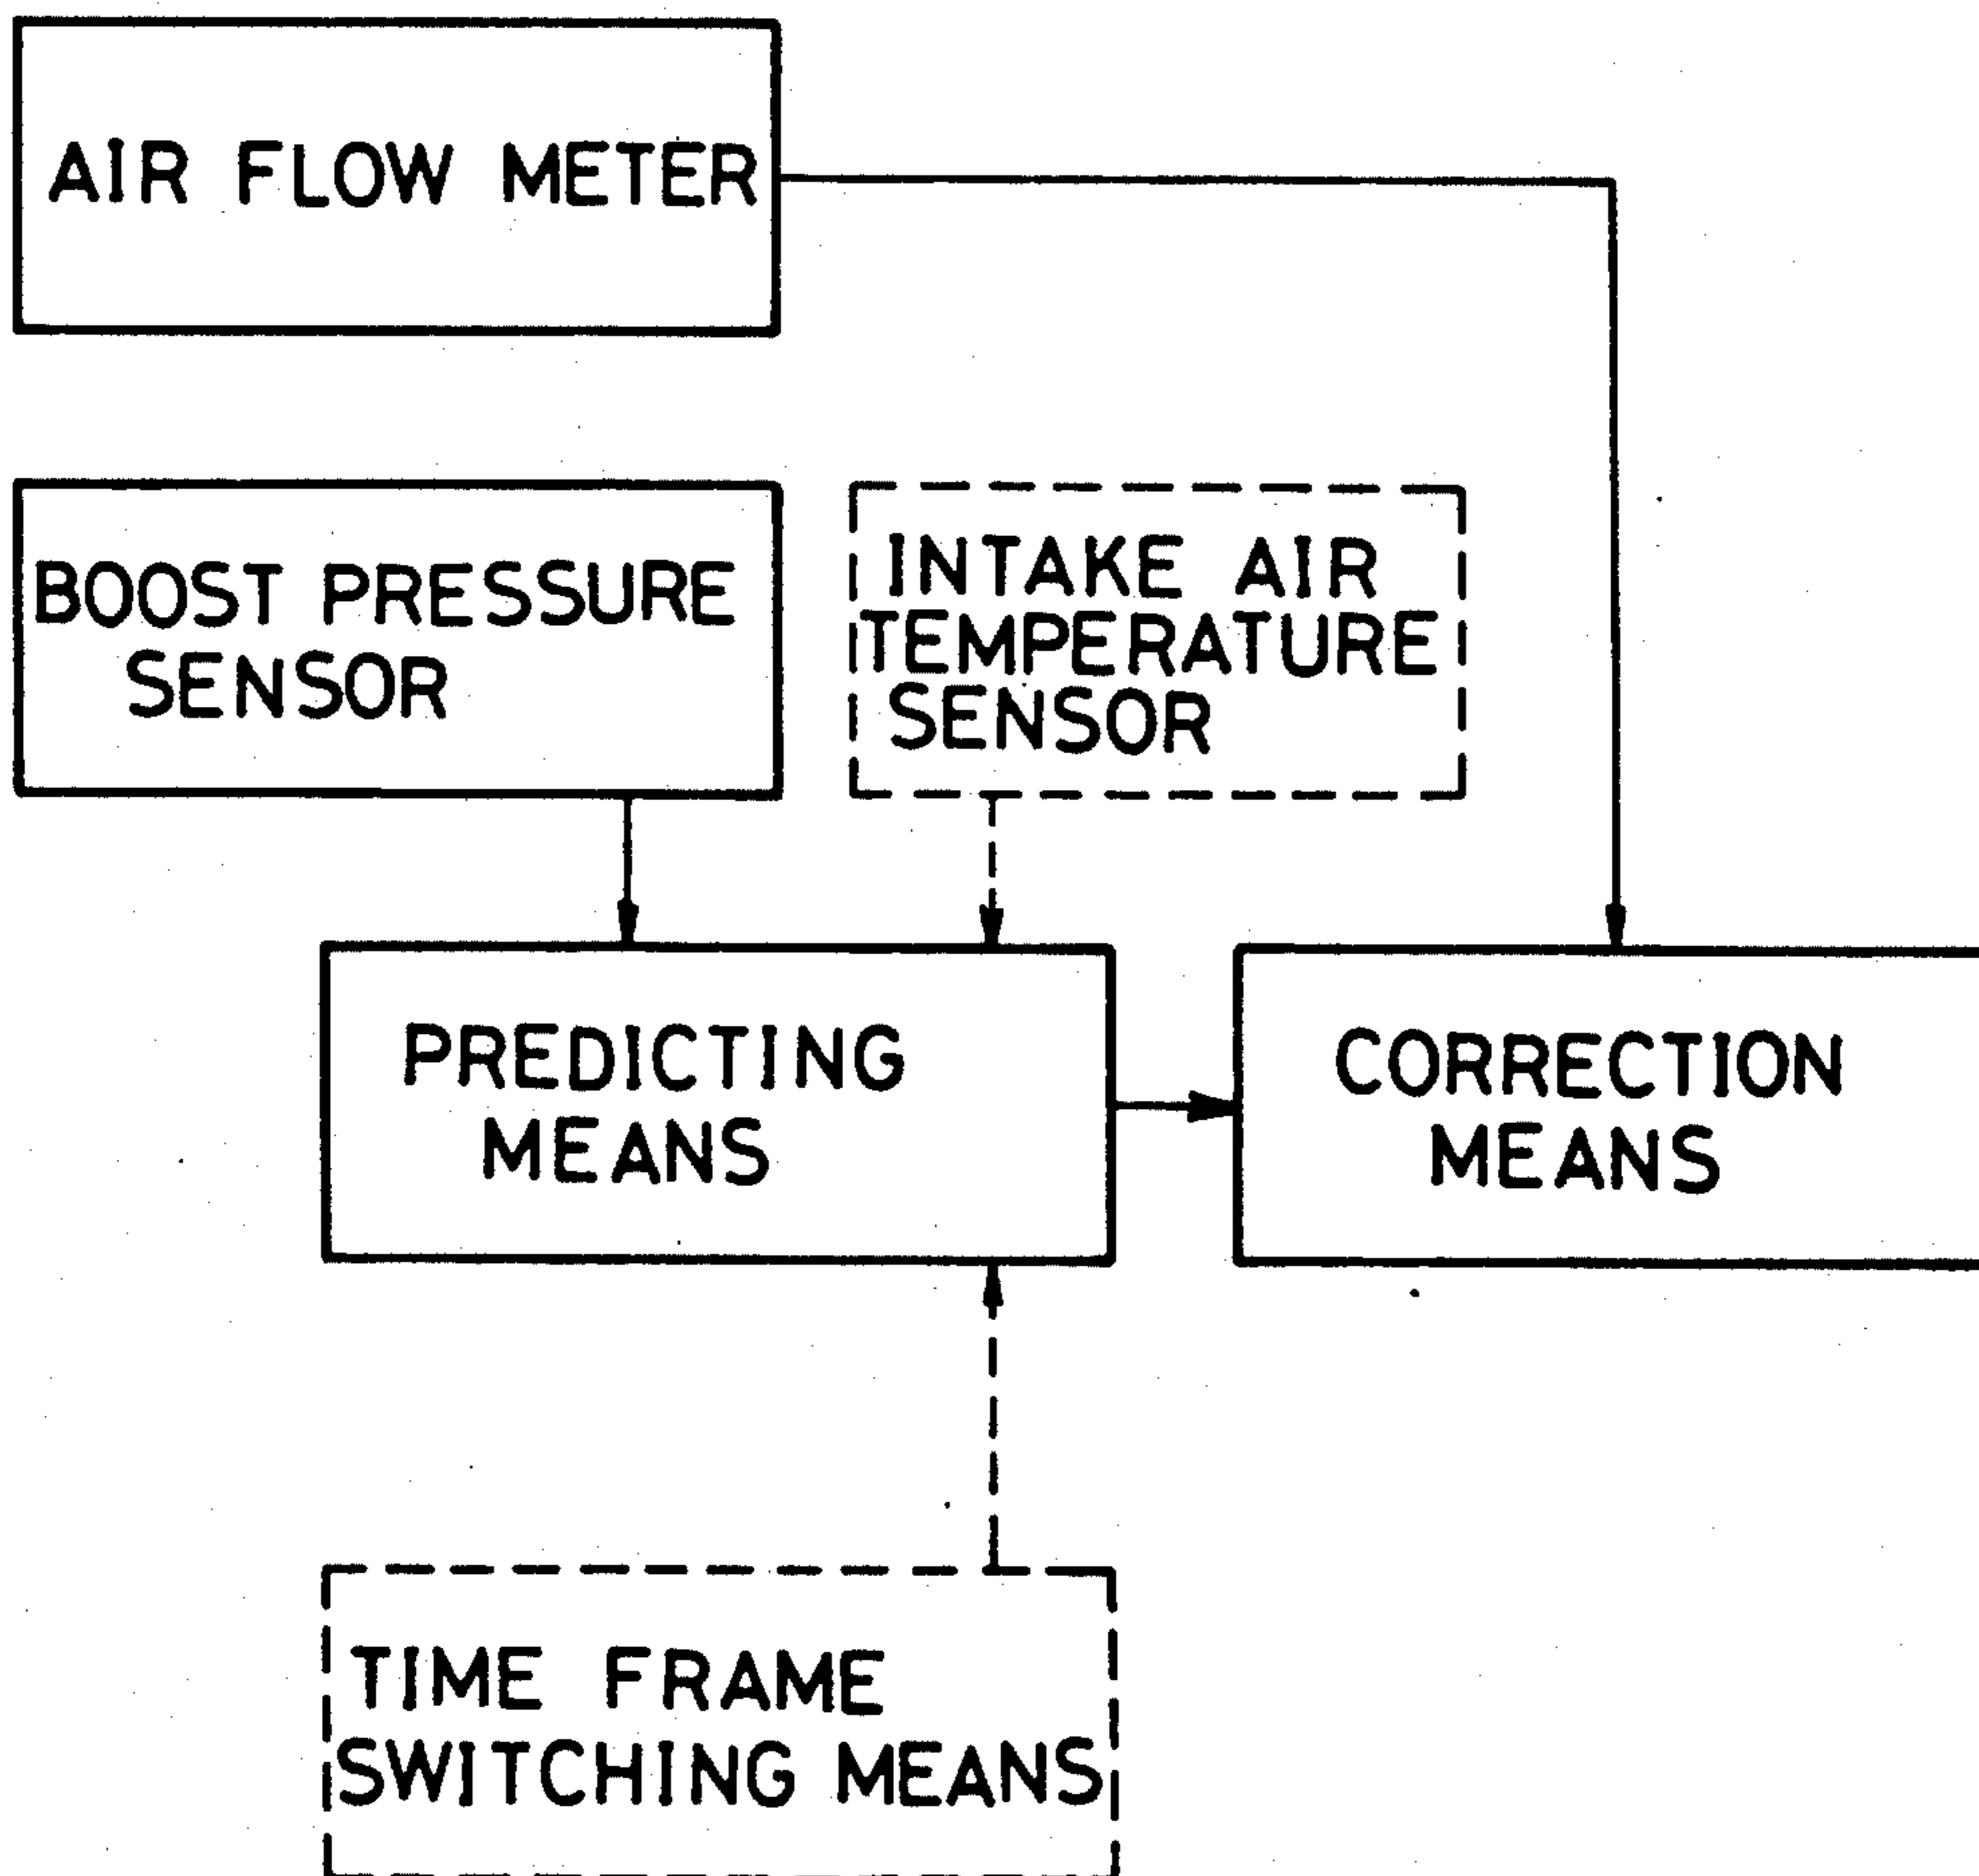 AIR FLOW METER
BOOST PRESSURE
SENSOR
INTAKE AIR
TEMPERATURE
SENSOR
PREDICTING
MEANS
CORRECTION
MEANS
TIME FRAME
SWITCHING MEANS